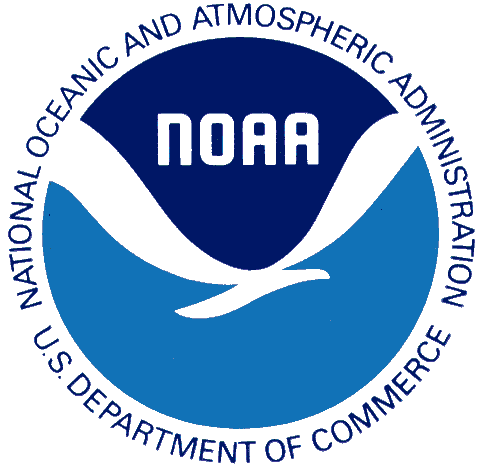 NATIONAL OCEANIC AND ATMOSPHERIC ADMINISTRATION
NOAA
U.S. DEPARTMENT OF COMMERCE